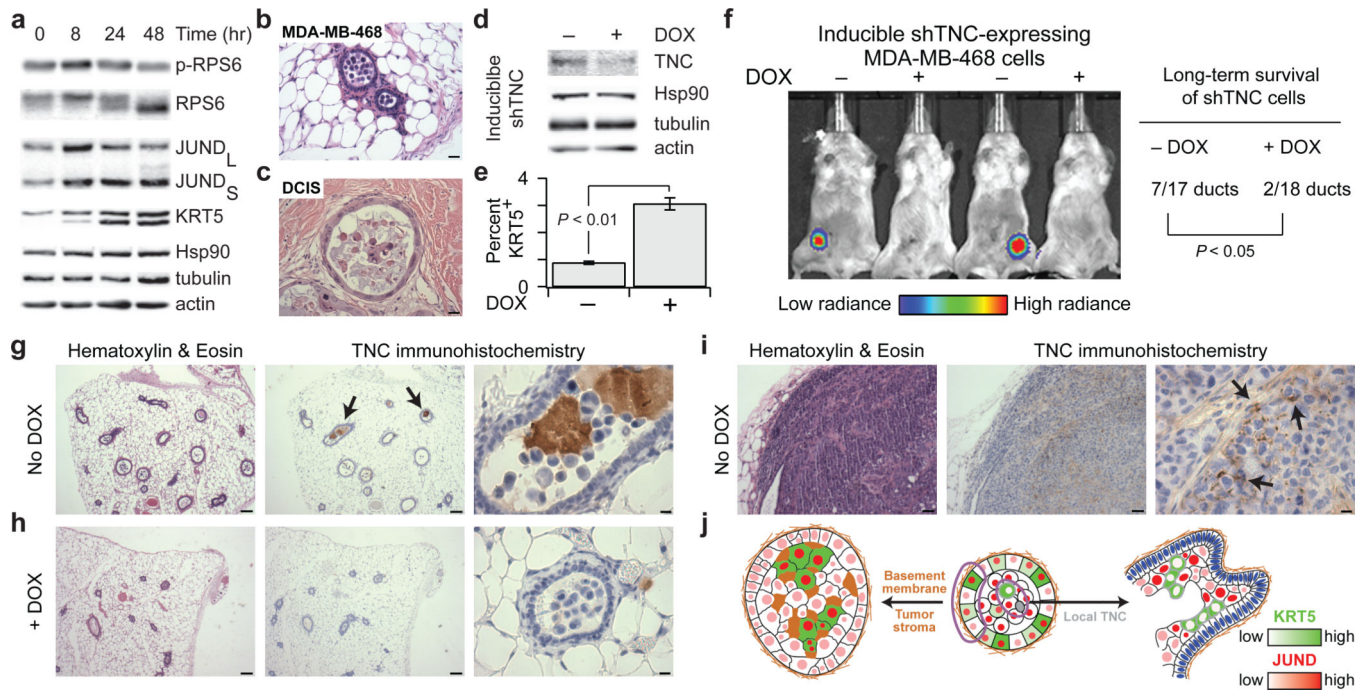 a
0 8 24 48 Time (hr)
p-RPS6
RPS6
JUND L
JUND S
KRT5
Hsp90
tubulin
actin
b
MDA-MB-468
c
DCIS
d
– + DOX
Induciblbe
shTNC
TNC
Hsp90
tubulin
actin
e
Percent
KRT5+
4
2
0
P < 0.01
DOX – +
f
Inducible shTNC-expressing
MDA-MB-468 cells
DOX – + – +
Low radiance High radiance
Long-term survival
of shTNC cells
– DOX + DOX
7/17 ducts 2/18 ducts
P < 0.05
g
Hematoxylin & Eosin TNC immunohistochemistry
No DOX
h
+ DOX
i
Hematoxylin & Eosin TNC immunohistochemistry
No DOX
j
Basement
membrane
Tumor
stroma
Local TNC
KRT5
low high
JUND
low high